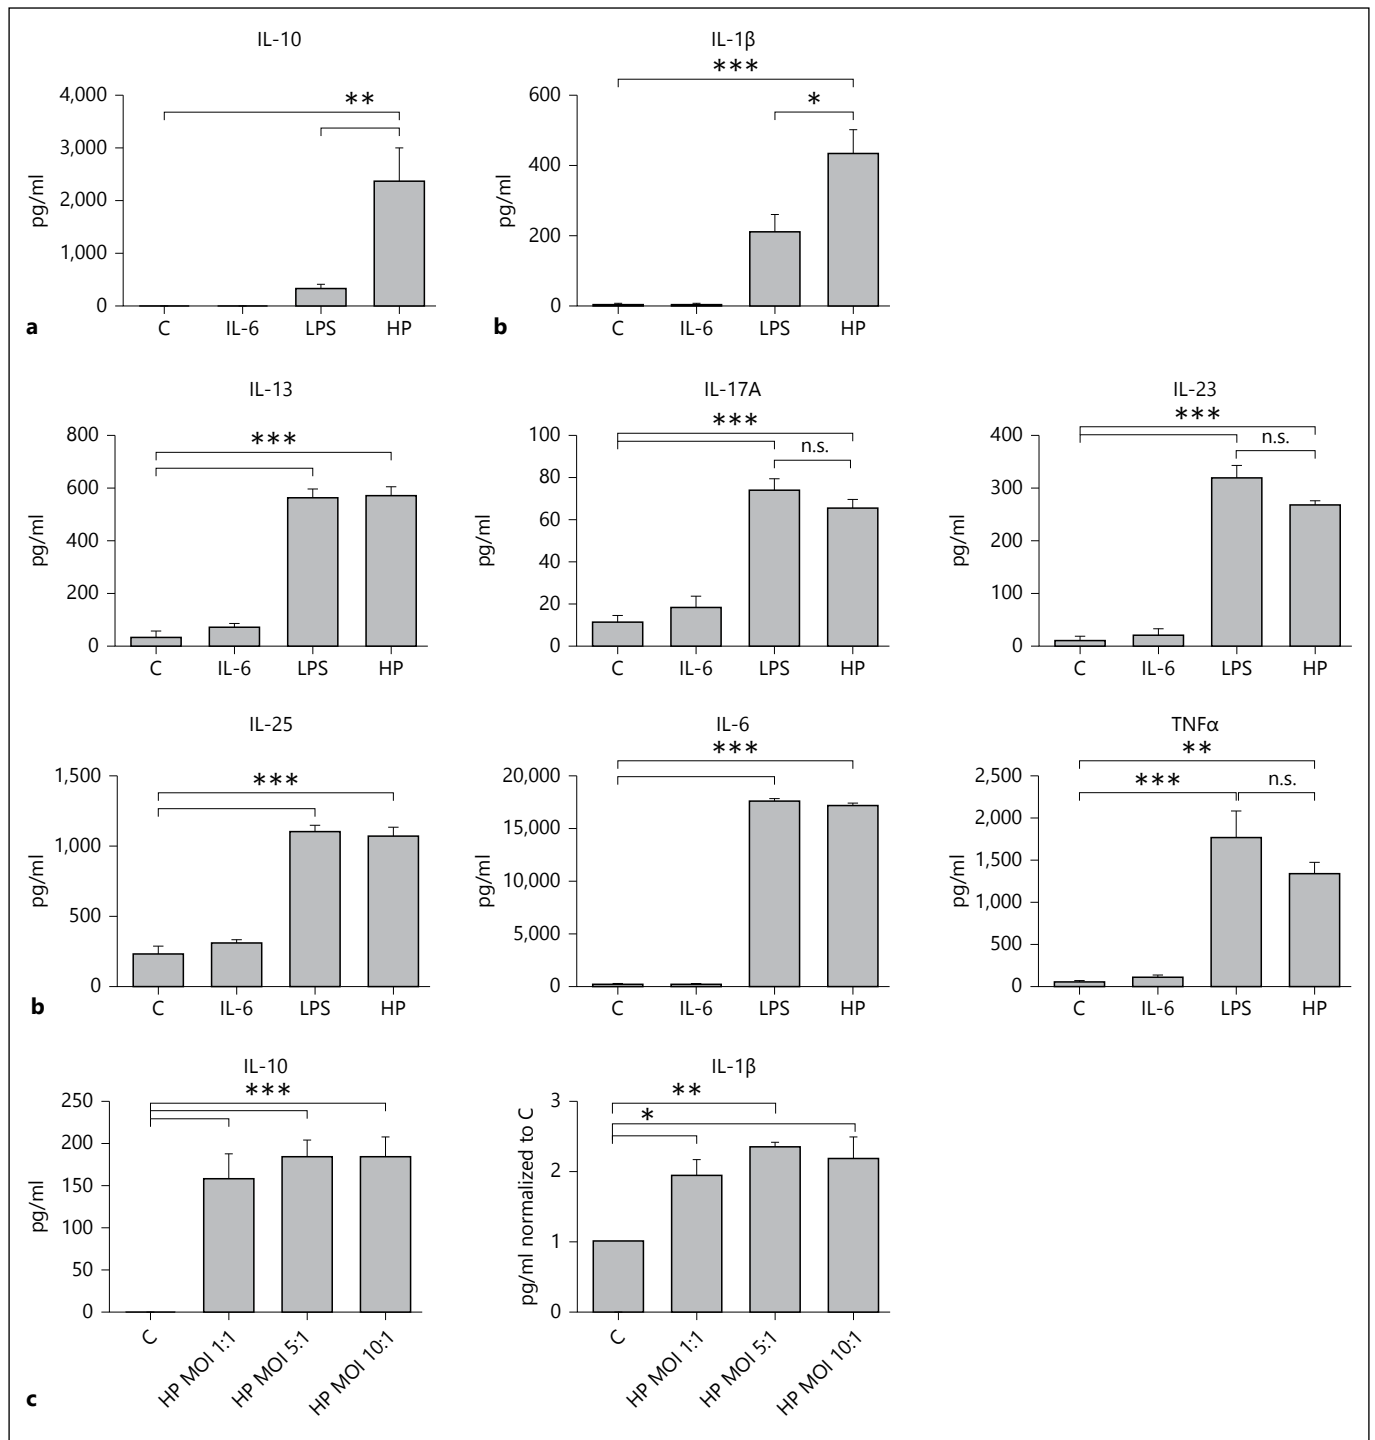 IL-10
**
4,000
3,000
2,000
1,000
0
pg/ml
C IL-6 LPS HP
a
IL-1β
***
*
600
400
200
0
pg/ml
C IL-6 LPS HP
b
IL-13
***
800
600
400
200
0
pg/ml
C IL-6 LPS HP
IL-17A
***
n.s.
100
80
60
40
20
0
pg/ml
C IL-6 LPS HP
IL-23
***
n.s.
400
300
200
100
0
pg/ml
C IL-6 LPS HP
IL-25
***
1,500
1,000
500
0
pg/ml
C IL-6 LPS HP
b
IL-6
***
20,000
15,000
10,000
5,000
0
pg/ml
C IL-6 LPS HP
TNFα
**
***
n.s.
2,500
2,000
1,500
1,000
500
0
pg/ml
C IL-6 LPS HP
IL-10
***
250
200
150
100
50
0
pg/ml
C
HP MOI 1:1
HP MOI 5:1
HP MOI 10:1
c
IL-1β
**
*
3
2
1
0
pg/ml normalized to C
C
HP MOI 1:1
HP MOI 5:1
HP MOI 10:1